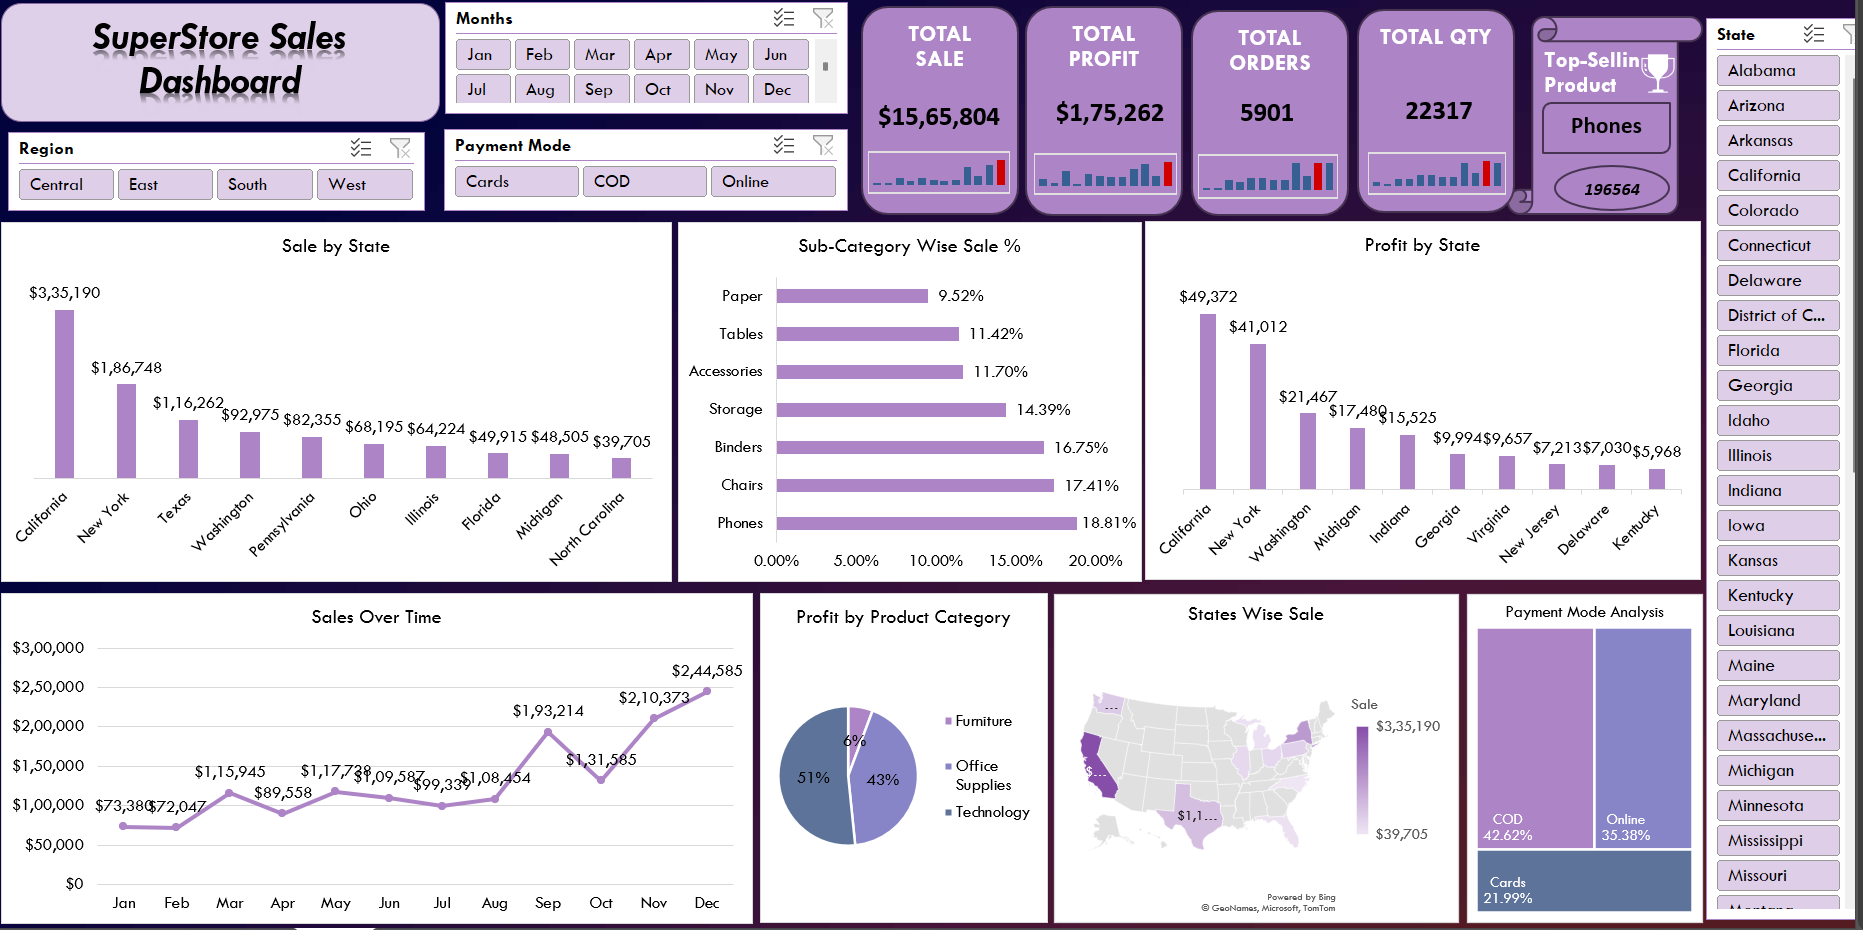 SuperStore Sales
Dashboard
Months
Jan
Feb
Mar
Apr
May
Jun
Jul
Aug
Sep
Oct
Nov
Dec
Region
Central
East
South
West
Payment Mode
Cards
COD
Online
TOTAL
SALE
$15,65,804
TOTAL
PROFIT
$1,75,262
TOTAL
ORDERS
5901
TOTAL QTY
22317
Top-Sellin
Product
Phones
196564
State
Alabama
Arizona
Arkansas
California
Colorado
Connecticut
Delaware
District of C...
Florida
Georgia
Idaho
Illinois
Indiana
Iowa
Kansas
Kentucky
Louisiana
Maine
Maryland
Massachuse...
Michigan
Minnesota
Mississippi
Missouri
Sale by State
$3,35,190
$1,86,748
$1,16,262
$92,975
$82,355
$68,195
$64,224
$49,915
$48,505
$39,705
California
New York
Texas
Washington
Pennsylvania
Ohio
Illinois
Florida
Michigan
North Carolina
Sub-Category Wise Sale %
Paper
9.52%
Tables
11.42%
Accessories
11.70%
Storage
14.39%
Binders
16.75%
Chairs
17.41%
Phones
18.81%
0.00%
5.00%
10.00%
15.00%
20.00%
Profit by State
$49,372
$41,012
$21,467
$17,480
$15,525
$9,994
$9,657
$7,213
$7,030
$5,968
California
New York
Washington
Michigan
Indiana
Georgia
Virginia
New Jersey
Delaware
Kentucky
Sales Over Time
$3,00,000
$2,50,000
$2,00,000
$1,50,000
$1,00,000
$50,000
$0
$73,380
$72,047
$1,15,945
$89,558
$1,17,738
$1,09,587
$99,339
$1,08,454
$1,93,214
$1,31,585
$2,10,373
$2,44,585
Jan
Feb
Mar
Apr
May
Jun
Jul
Aug
Sep
Oct
Nov
Dec
Profit by Product Category
6%
51%
43%
Furniture
Office
Supplies
Technology
States Wise Sale
...
$...
$1,1...
Sale
$3,35,190
$39,705
Powered by Bing
© GeoNames, Microsoft, TomTom
Payment Mode Analysis
COD
42.62%
Online
35.38%
Cards
21.99%